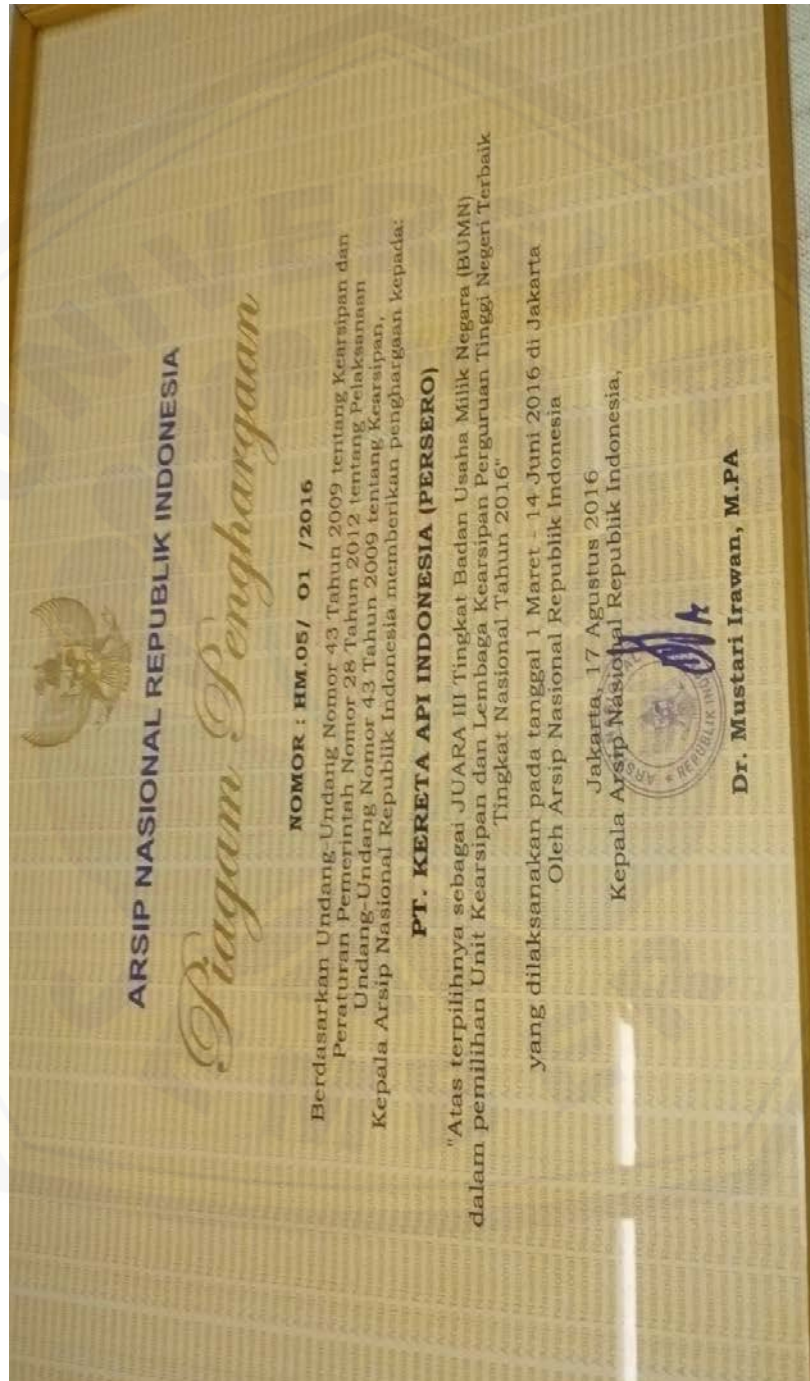 ARSIP NASIONAL REPUBLIK INDONESIA
Piagam Penghargaan
NOMOR : HM.05/ 01 /2016
Berdasarkan Undang-Undang Nomor 43 Tahun 2009 tentang Kearsipan dan
Peraturan Pemerintah Nomor 28 Tahun 2012 tentang Pelaksanaan
Undang-Undang Nomor 43 Tahun 2009 tentang Kearsipan,
Kepala Arsip Nasional Republik Indonesia memberikan penghargaan kepada:
PT. KERETA API INDONESIA (PERSERO)
"Atas terpilihnya sebagai JUARA III Tingkat Badan Usaha Milik Negara (BUMN)
dalam pemilihan Unit Kearsipan dan Lembaga Kearsipan Perguruan Tinggi Negeri Terbaik
Tingkat Nasional Tahun 2016"
yang dilaksanakan pada tanggal 1 Maret - 14 Juni 2016 di Jakarta
Oleh Arsip Nasional Republik Indonesia
Jakarta, 17 Agustus 2016
Kepala Arsip Nasional Republik Indonesia,
Dr. Mustari Irawan, M.PA